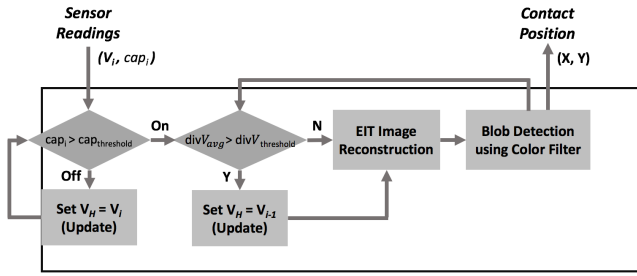 Sensor
Readings
(Vi, capi)
Contact
Position
(X, Y)
capi > capthreshold
On
divVavg > divVthreshold
N
EIT Image
Reconstruction
Blob Detection
using Color Filter
Off
Y
Set VH = Vi
(Update)
Set VH = Vi-1
(Update)